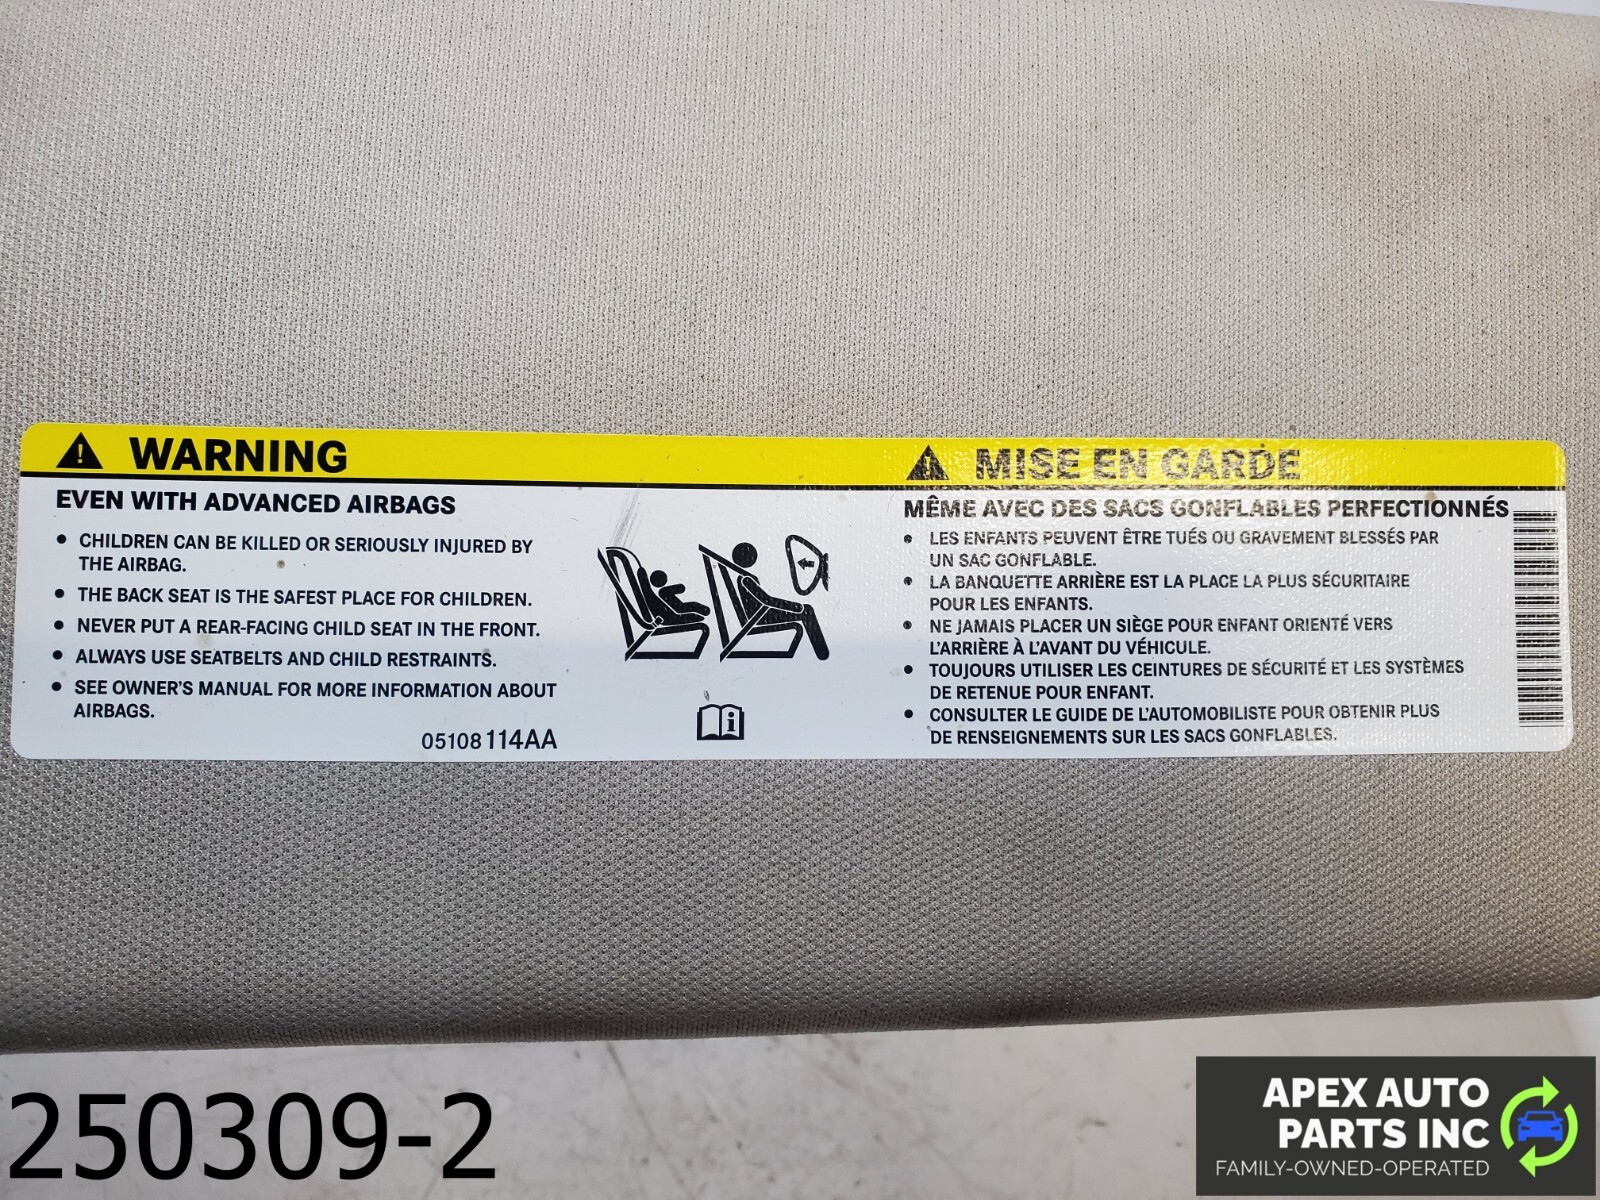 WARNING
EVEN WITH ADVANCED AIRBAGS
• CHILDREN CAN BE KILLED OR SERIOUSLY INJURED BY
THE AIRBAG.
• THE BACK SEAT IS THE SAFEST PLACE FOR CHILDREN.
• NEVER PUT A REAR-FACING CHILD SEAT IN THE FRONT.
• ALWAYS USE SEATBELTS AND CHILD RESTRAINTS.
• SEE OWNER'S MANUAL FOR MORE INFORMATION ABOUT
AIRBAGS.
05108114AA
MISE EN GARDE
MÊME AVEC DES SACS GONFLABLES PERFECTIONNÉS
• LES ENFANTS PEUVENT ÊTRE TUÉS OU GRAVEMENT BLESSÉS PAR
UN SAC GONFLABLE.
• LA BANQUETTE ARRIÈRE EST LA PLACE LA PLUS SÉCURITAIRE
POUR LES ENFANTS.
• NE JAMAIS PLACER UN SIÈGE POUR ENFANT ORIENTÉ VERS
L'ARRIÈRE À L'AVANT DU VÉHICULE.
• TOUJOURS UTILISER LES CEINTURES DE SÉCURITÉ ET LES SYSTÈMES
DE RETENUE POUR ENFANT.
• CONSULTER LE GUIDE DE L'AUTOMOBILISTE POUR OBTENIR PLUS
DE RENSEIGNEMENTS SUR LES SACS GONFLABLES.
250309-2
APEX AUTO
PARTS INC
FAMILY-OWNED-OPERATED